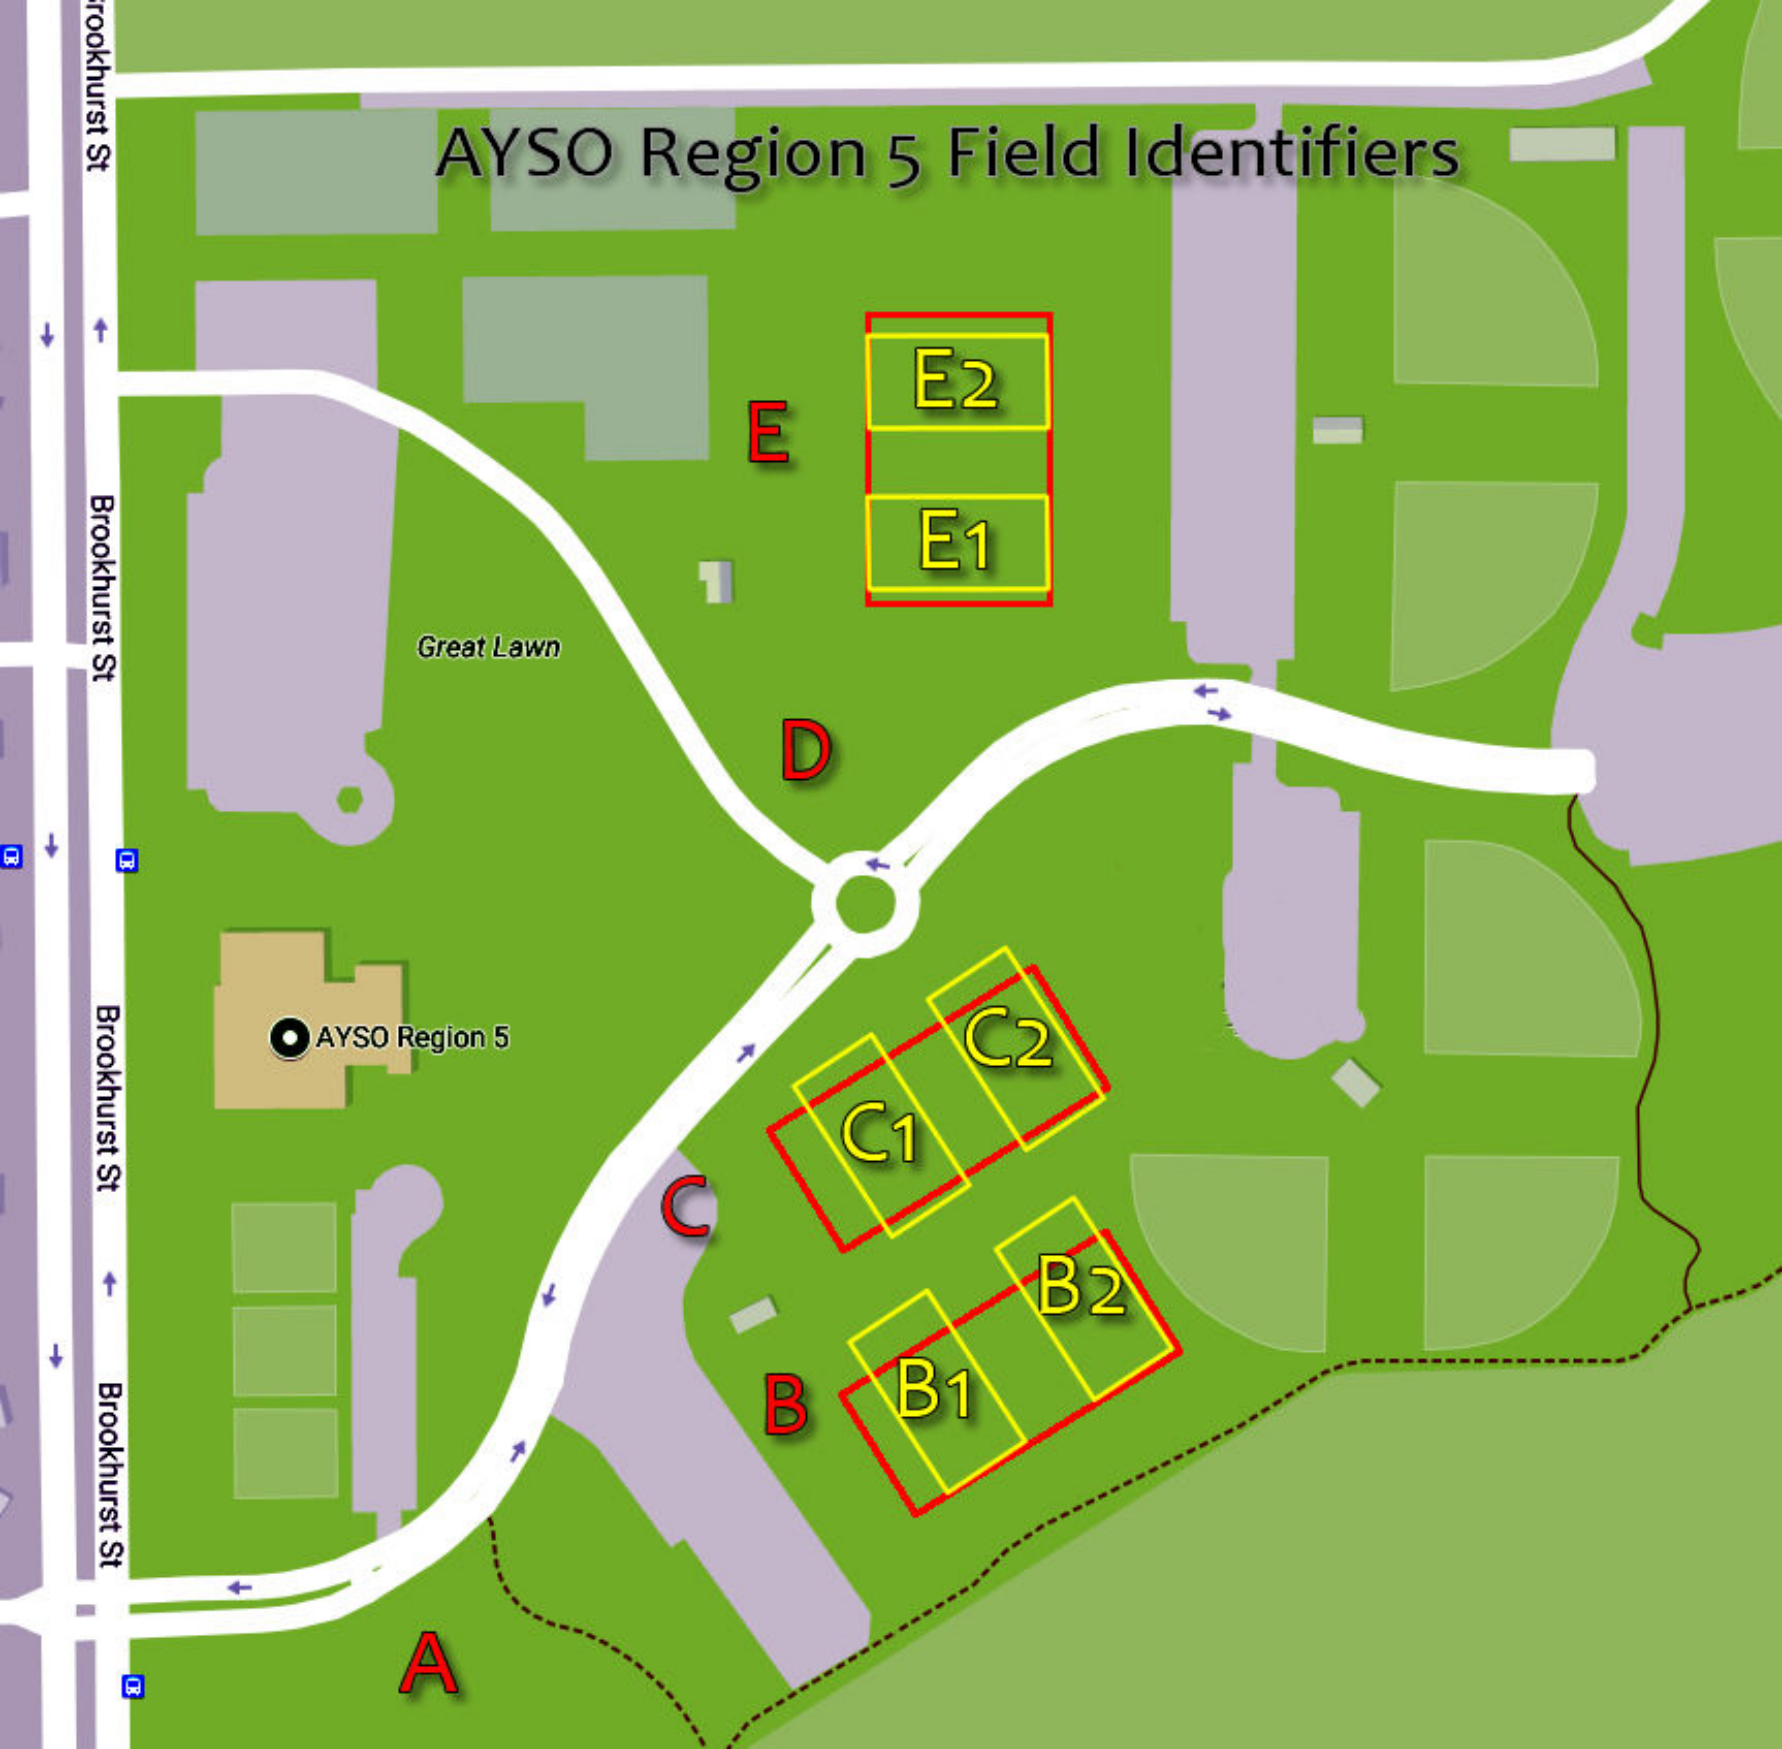 Brookhurst St
AYSO Region 5 Field Identifiers
E2
E
E1
Brookhurst St
Great Lawn
D
AYSO Region 5
C2
C1
Brookhurst St
C
B2
B1
B
Brookhurst St
A